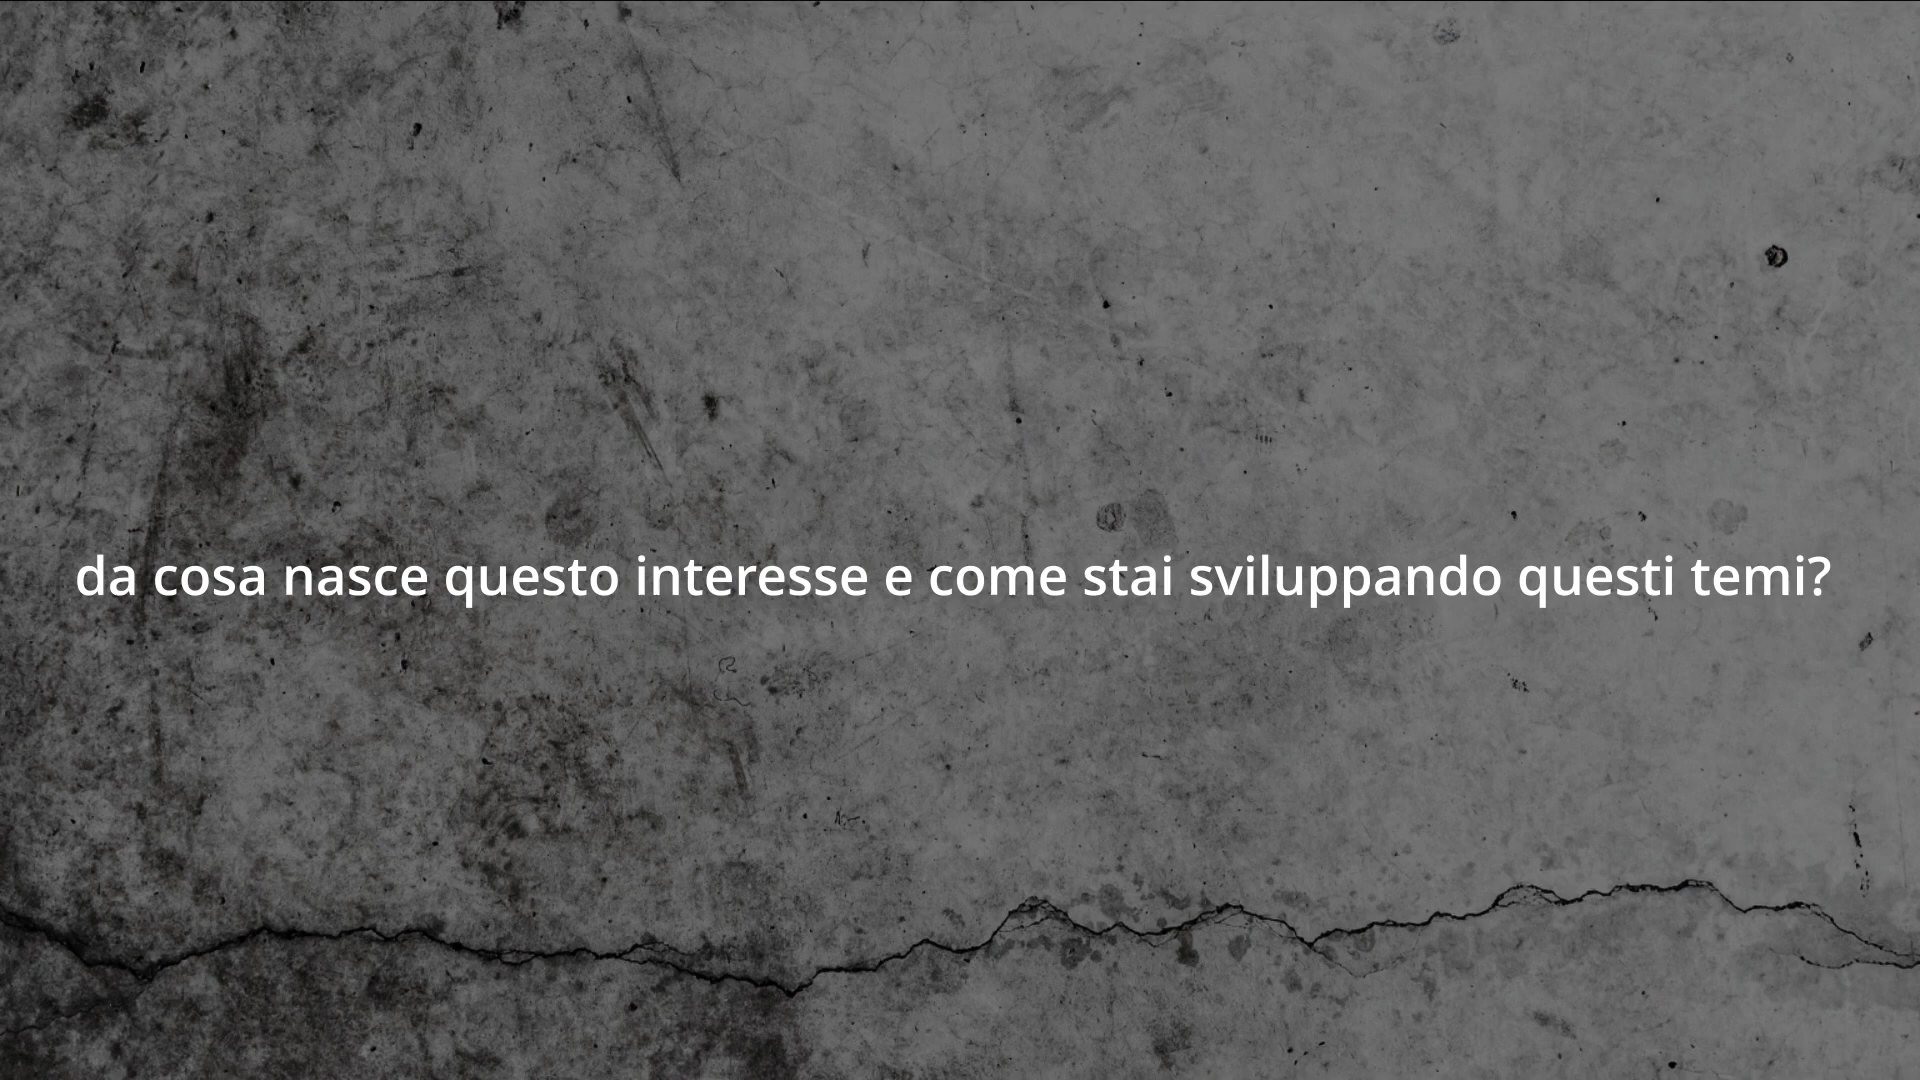 da cosa nasce questo interesse e come stai sviluppando questi temi?